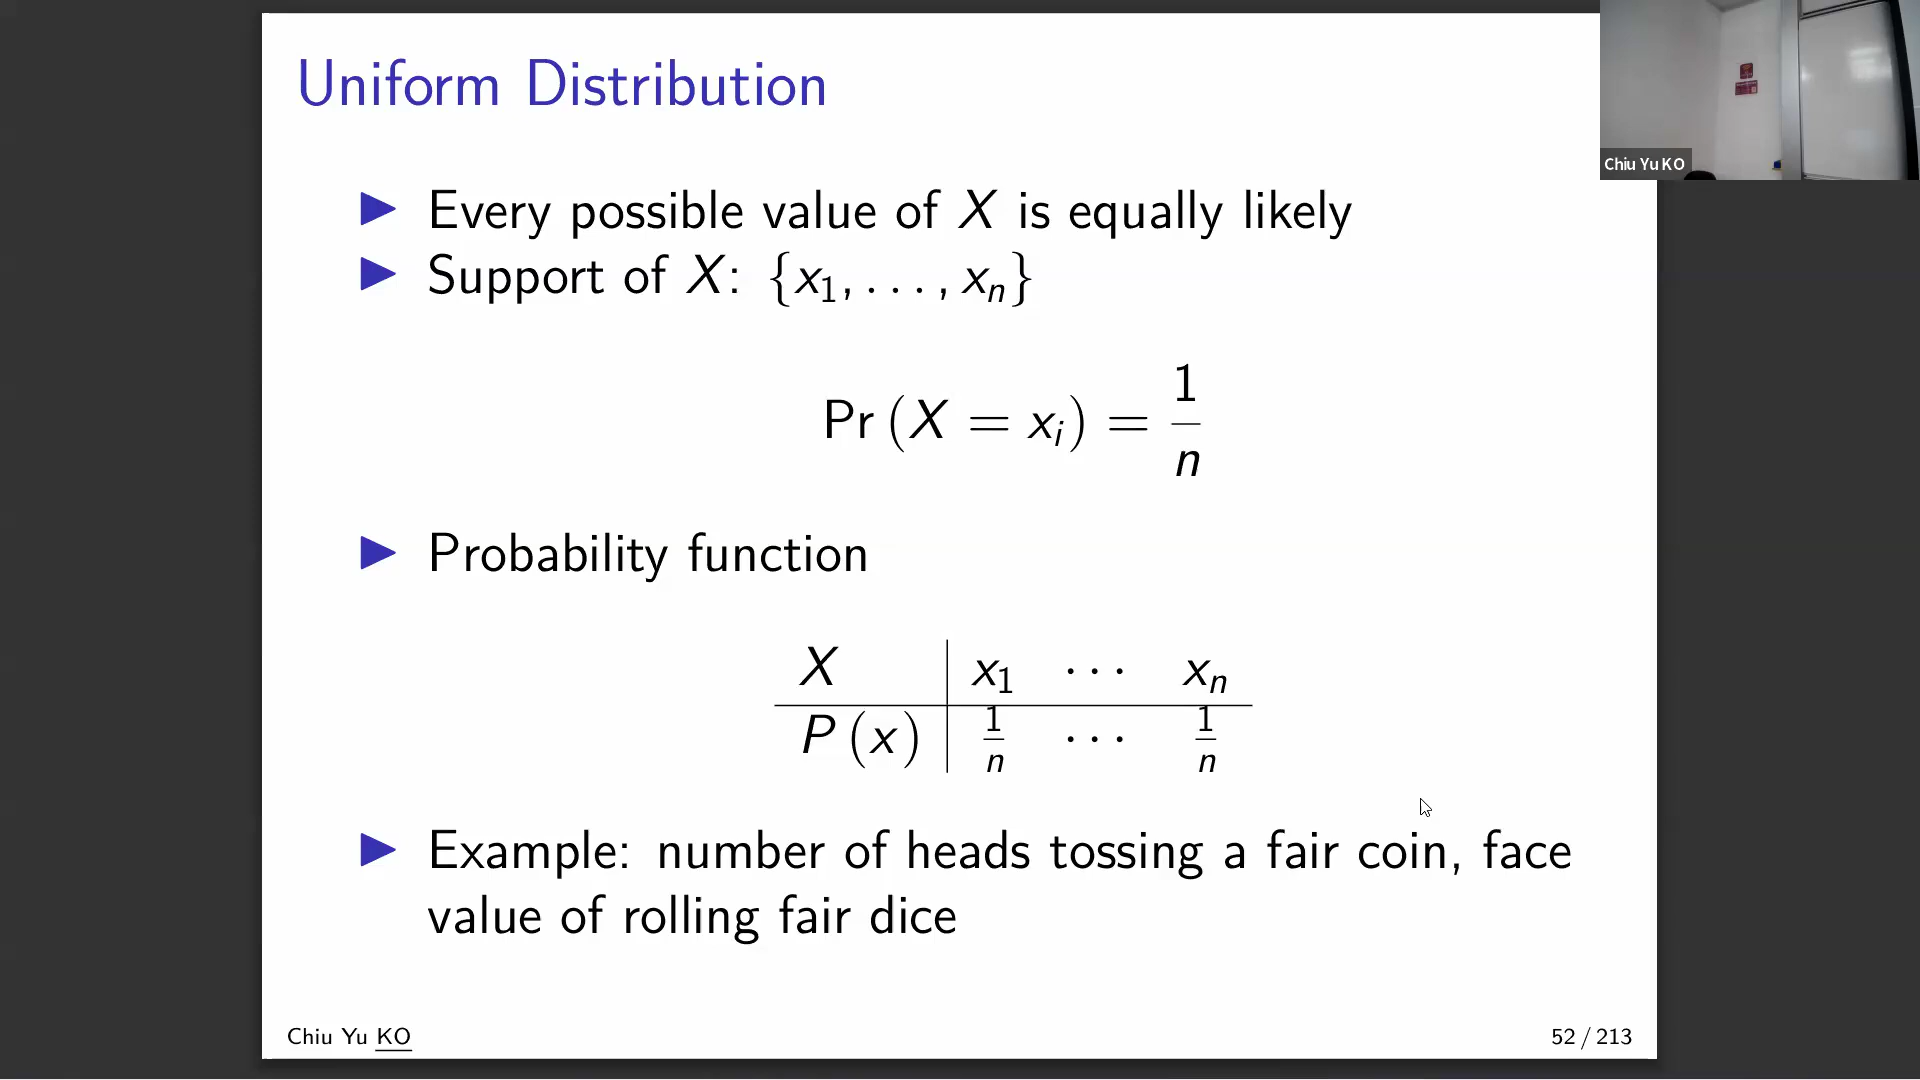 Uniform Distribution
Chiu Yu KO
▶ Every possible value of X is equally likely
▶ Support of X: {x₁, . . . , xₙ}
Pr (X = xᵢ) = 1/n
▶ Probability function
X | x₁ · · · xₙ
P (x) | 1/n · · · 1/n
▶ Example: number of heads tossing a fair coin, face
value of rolling fair dice
Chiu Yu KO
52 / 213